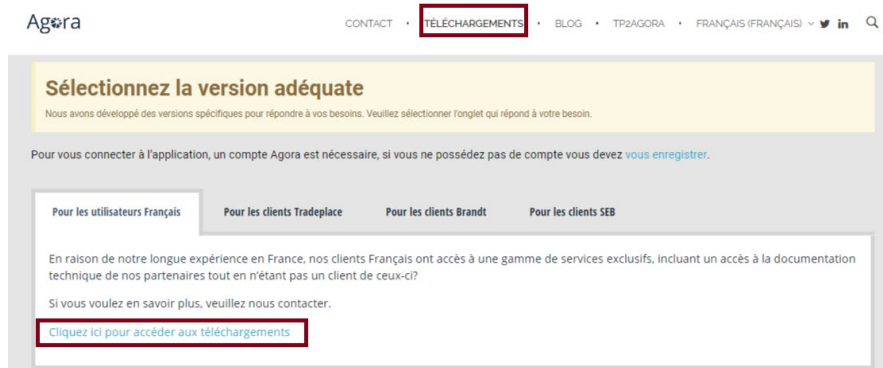 Agora
CONTACT · TÉLÉCHARGEMENTS · BLOG · TP2AGORA · FRANÇAIS (FRANÇAIS)
Sélectionnez la version adéquate
Nous avons développé des versions spécifiques pour répondre à vos besoins. Veuillez sélectionner l'onglet qui répond à votre besoin.
Pour vous connecter à l'application, un compte Agora est nécessaire, si vous ne possédez pas de compte vous devez vous enregistrer.
Pour les utilisateurs Français Pour les clients Tradeplace Pour les clients Brandt Pour les clients SEB
En raison de notre longue expérience en France, nos clients Français ont accès à une gamme de services exclusifs, incluant un accès à la documentation
technique de nos partenaires tout en n'étant pas un client de ceux-ci?
Si vous voulez en savoir plus, veuillez nous contacter.
Cliquez ici pour accéder aux téléchargements